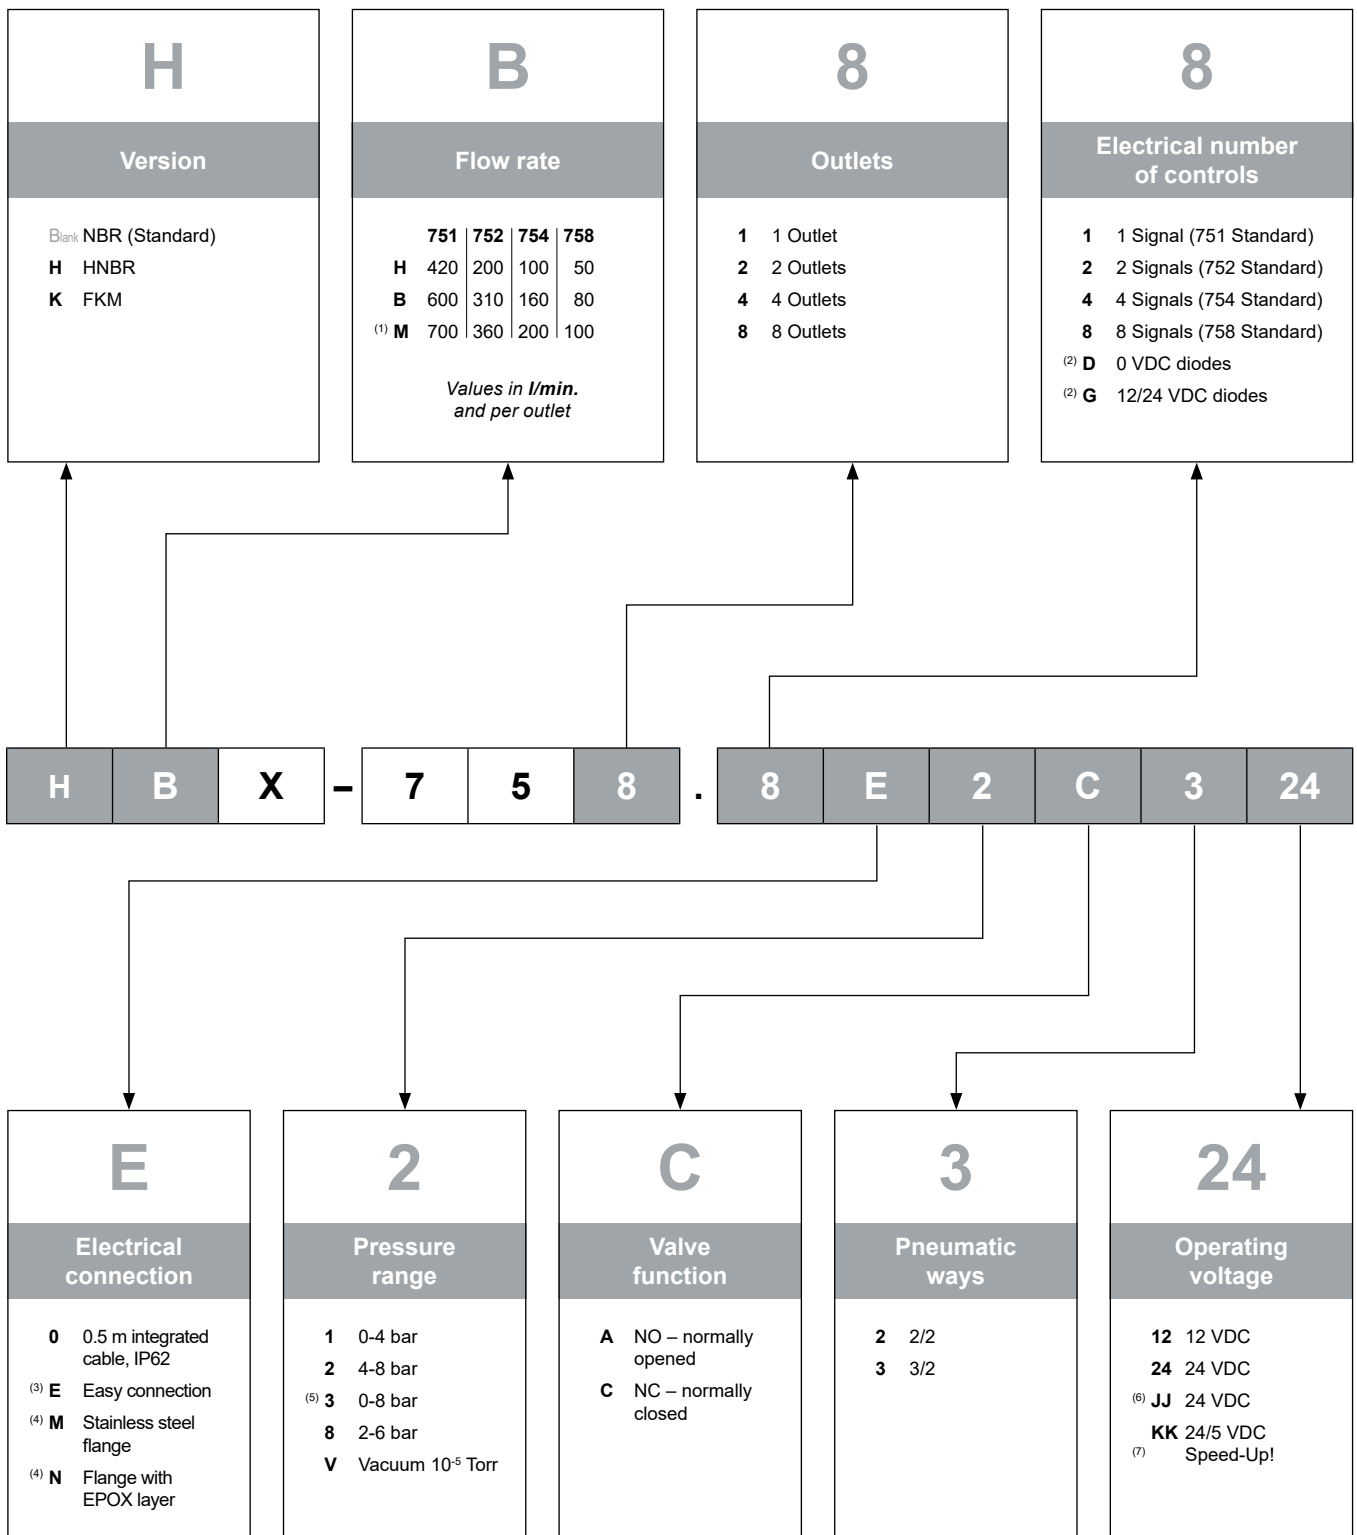 H
Version
Blank NBR (Standard)
H HNBR
K FKM
B
Flow rate
751 752 754 758
H 420 200 100 50
B 600 310 160 80
(1) M 700 360 200 100
Values in l/min.
and per outlet
8
Outlets
1 1 Outlet
2 2 Outlets
4 4 Outlets
8 8 Outlets
8
Electrical number
of controls
1 1 Signal (751 Standard)
2 2 Signals (752 Standard)
4 4 Signals (754 Standard)
8 8 Signals (758 Standard)
(2) D 0 VDC diodes
(2) G 12/24 VDC diodes
H B X – 7 5 8 . 8 E 2 C 3 24
E
Electrical
connection
0 0.5 m integrated
cable, IP62
(3) E Easy connection
(4) M Stainless steel
flange
(4) N Flange with
EPOX layer
2
Pressure
range
1 0-4 bar
2 4-8 bar
(5) 3 0-8 bar
8 2-6 bar
V Vacuum 10-5 Torr
C
Valve
function
A NO – normally
opened
C NC – normally
closed
3
Pneumatic
ways
2 2/2
3 3/2
24
Operating
voltage
12 12 VDC
24 24 VDC
(6) JJ 24 VDC
KK 24/5 VDC
(7) Speed-Up!